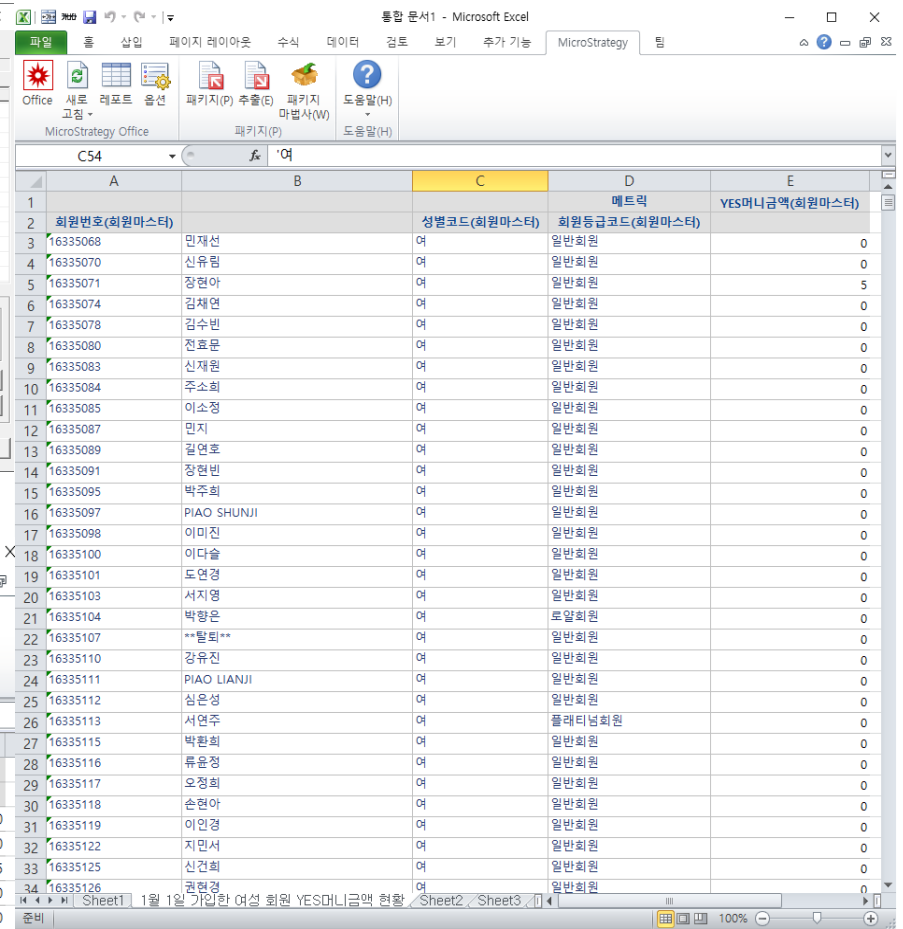 통합 문서1 - Microsoft Excel
파일 홈 삽입 페이지 레이아웃 수식 데이터 검토 보기 추가 기능 MicroStrategy 팀
Office 새로 고침 레포트 옵션 패키지(P) 추출(E) 패키지 마법사(W) 도움말(H)
MicroStrategy Office 패키지(P) 도움말(H)
C54 fx '여
A B C D E
1 메트릭 YES머니금액(회원마스터)
2 회원번호(회원마스터) 성별코드(회원마스터) 회원등급코드(회원마스터)
3 16335068 민재선 여 일반회원 0
4 16335070 신유림 여 일반회원 0
5 16335071 장현아 여 일반회원 5
6 16335074 김채연 여 일반회원 0
7 16335078 김수빈 여 일반회원 0
8 16335080 전효문 여 일반회원 0
9 16335083 신재원 여 일반회원 0
10 16335084 주소희 여 일반회원 0
11 16335085 이소정 여 일반회원 0
12 16335087 민지 여 일반회원 0
13 16335089 길연호 여 일반회원 0
14 16335091 장현빈 여 일반회원 0
15 16335095 박주희 여 일반회원 0
16 16335097 PIAO SHUNJI 여 일반회원 0
17 16335098 이미진 여 일반회원 0
18 16335100 이다슬 여 일반회원 0
19 16335101 도연경 여 일반회원 0
20 16335103 서지영 여 일반회원 0
21 16335104 박향은 여 로얄회원 0
22 16335107 **탈퇴** 여 일반회원 0
23 16335110 강유진 여 일반회원 0
24 16335111 PIAO LIANJI 여 일반회원 0
25 16335112 심은성 여 일반회원 0
26 16335113 서연주 여 플래티넘회원 0
27 16335115 박환희 여 일반회원 0
28 16335116 류윤정 여 일반회원 0
29 16335117 오정희 여 일반회원 0
30 16335118 손현아 여 일반회원 0
31 16335119 이인경 여 일반회원 0
32 16335122 지민서 여 일반회원 0
33 16335125 신건희 여 일반회원 0
34 16335126 권현경 여 일반회원 0
Sheet1 1월 1일 가입한 여성 회원 YES머니금액 현황 Sheet2 Sheet3
준비 100%